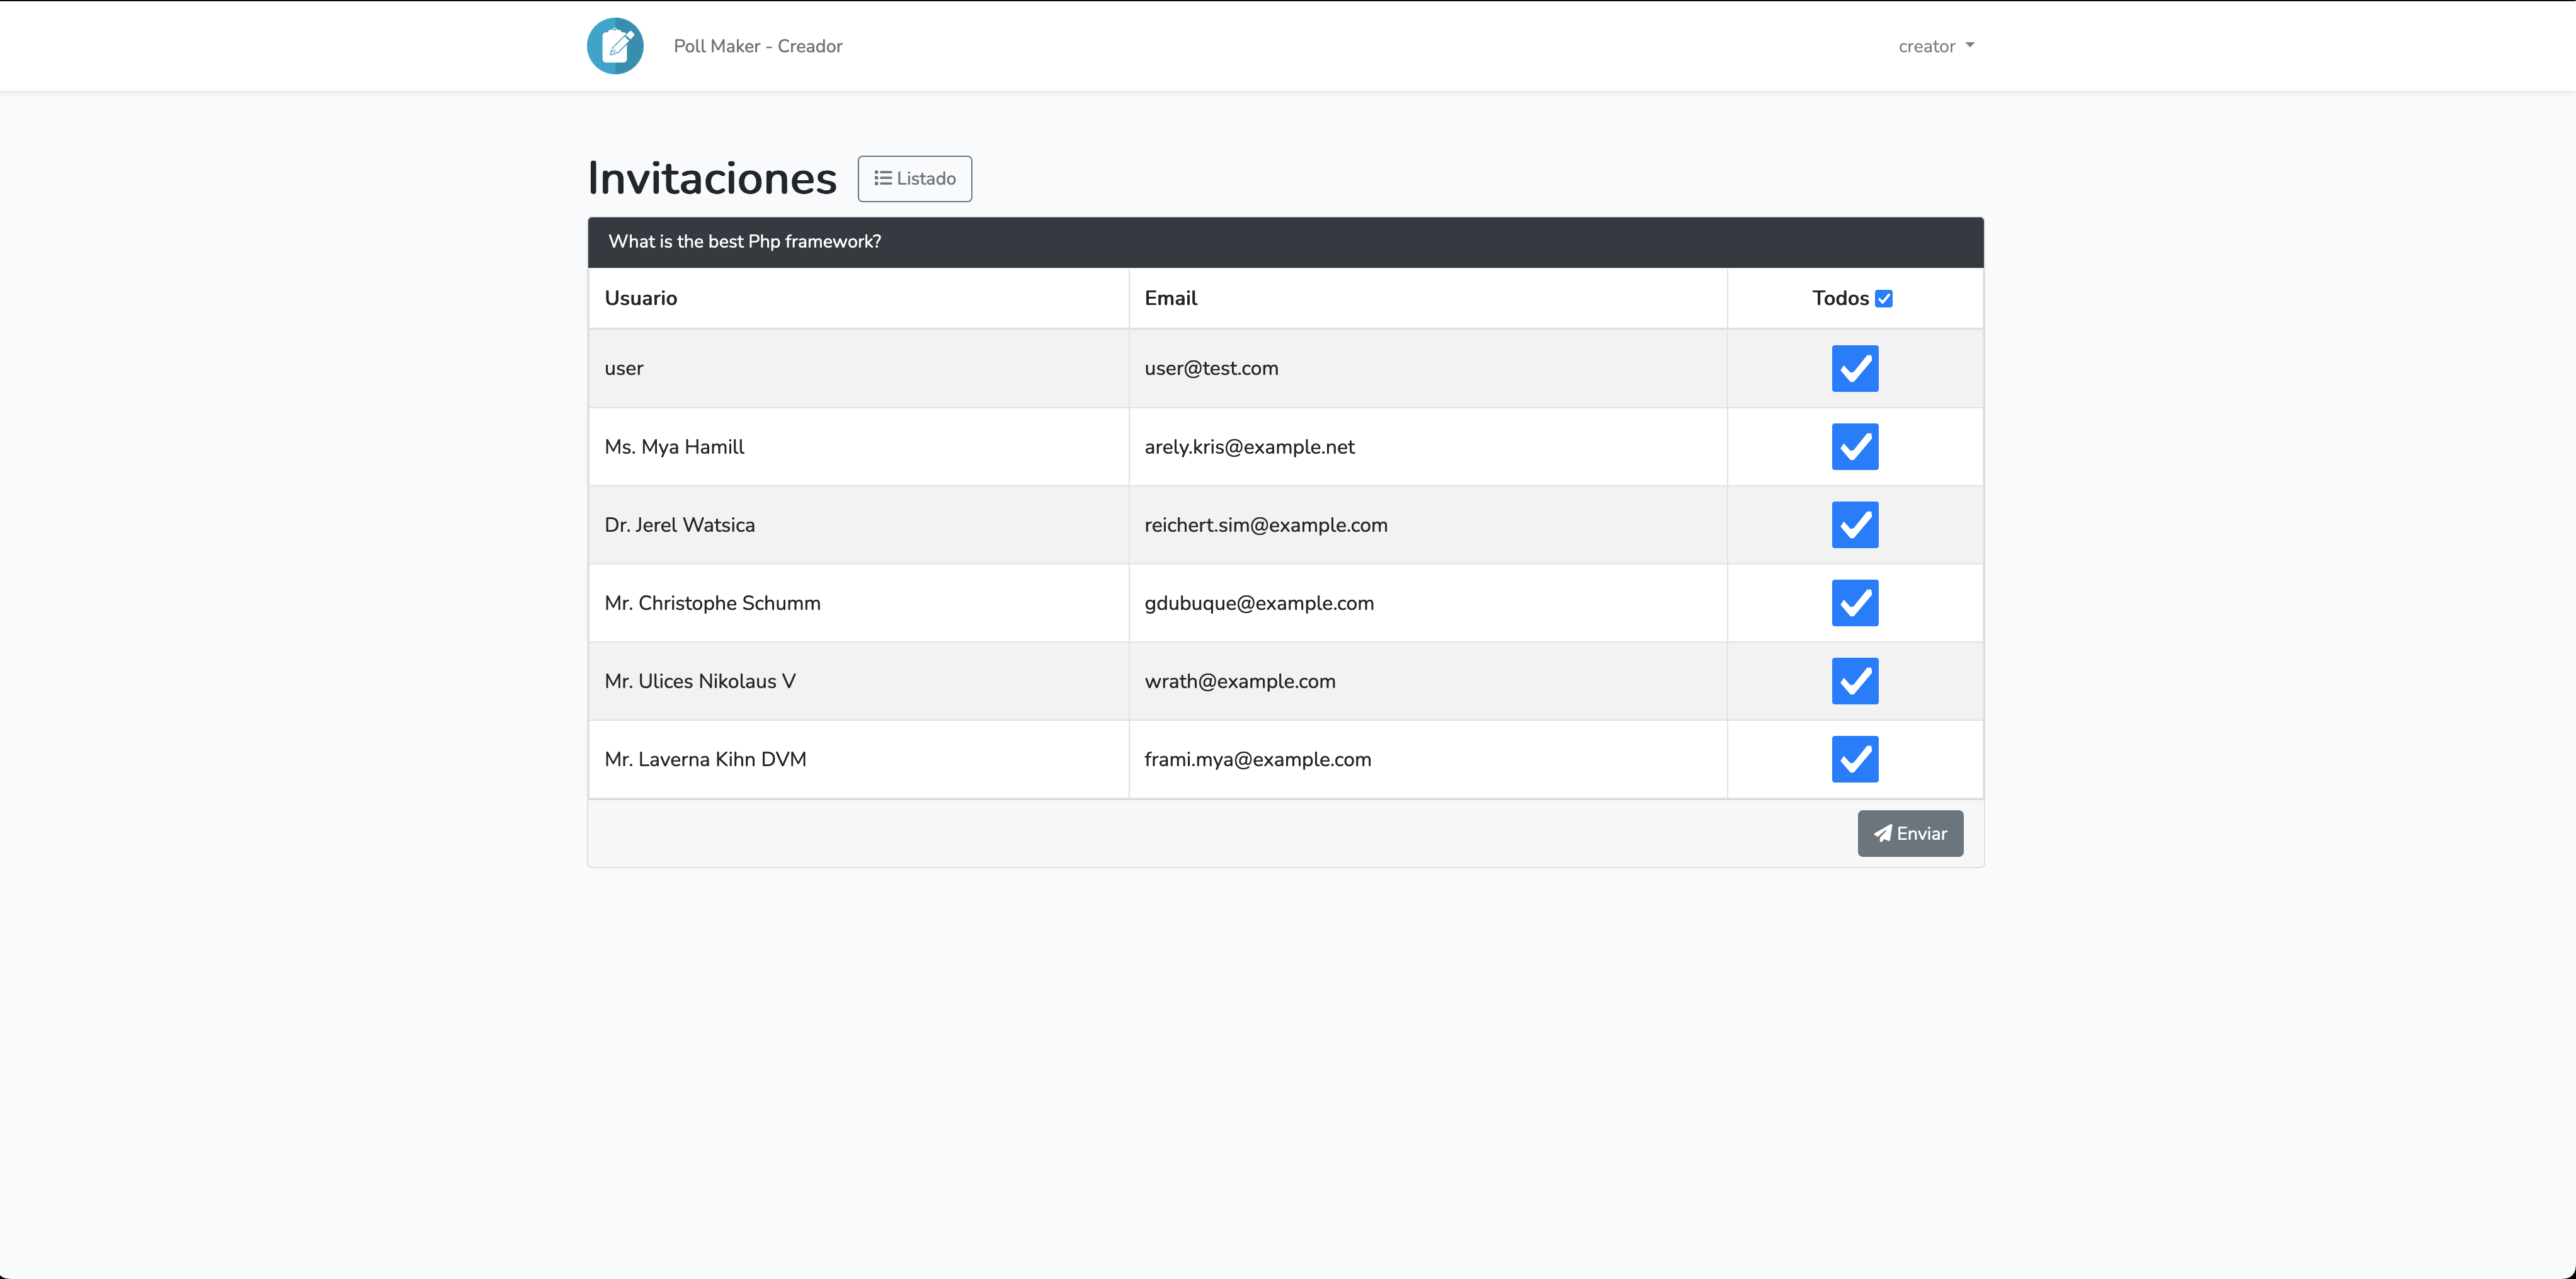 Poll Maker - Creador
creator
Invitaciones
Listado
What is the best Php framework?
Usuario Email Todos
user user@test.com
Ms. Mya Hamill arely.kris@example.net
Dr. Jerel Watsica reichert.sim@example.com
Mr. Christophe Schumm gdubuque@example.com
Mr. Ulices Nikolaus V wrath@example.com
Mr. Laverna Kihn DVM frami.mya@example.com
Enviar